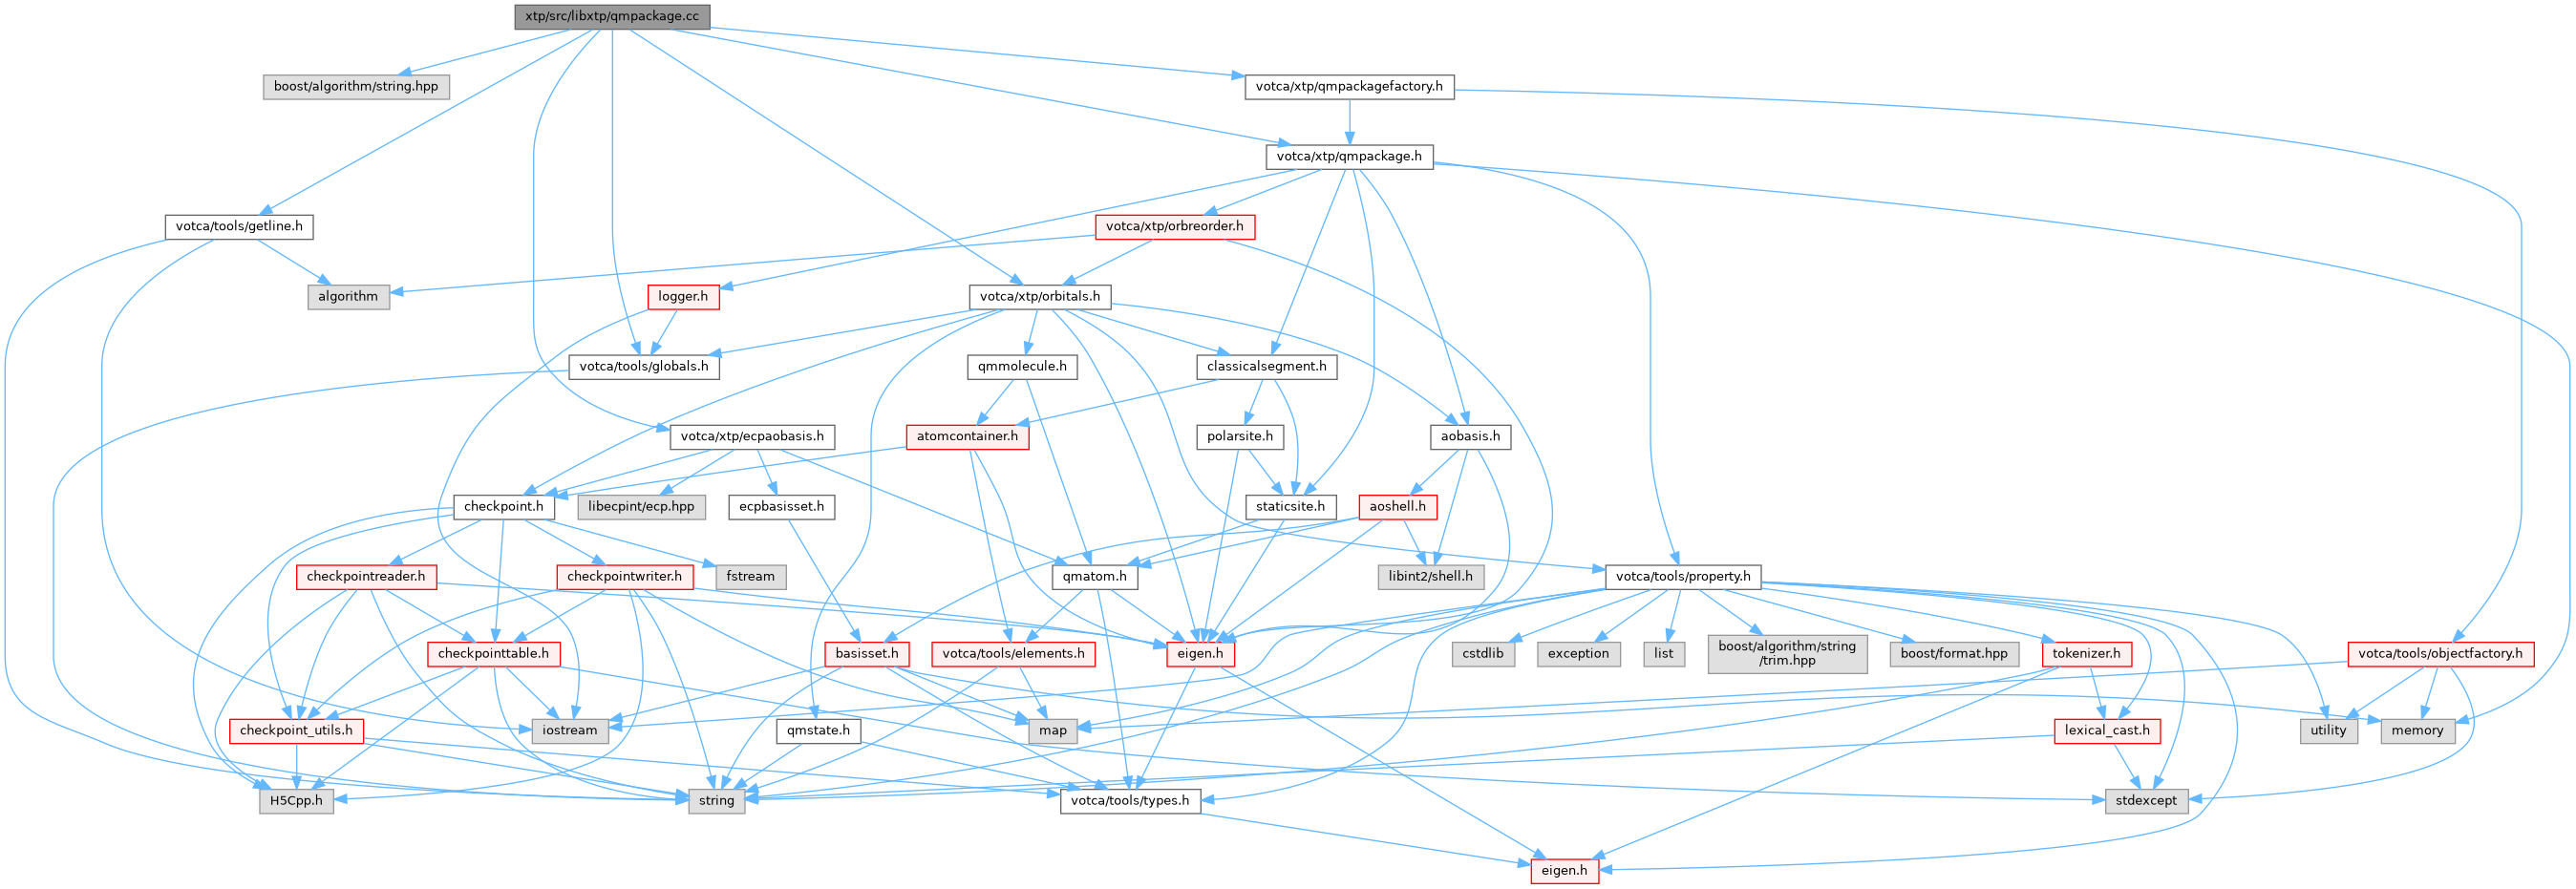 xtp/src/libxtp/qmpackage.cc
boost/algorithm/string.hpp
votca/xtp/qmpackagefactory.h
votca/xtp/qmpackage.h
votca/tools/getline.h
votca/xtp/orbreorder.h
algorithm
logger.h
votca/xtp/orbitals.h
votca/tools/globals.h
qmmolecule.h
classicalsegment.h
votca/xtp/ecpaobasis.h
atomcontainer.h
polarsite.h
aobasis.h
checkpoint.h
libecpint/ecp.hpp
ecpbasisset.h
staticsite.h
aoshell.h
checkpointreader.h
checkpointwriter.h
fstream
qmatom.h
libint2/shell.h
votca/tools/property.h
checkpointtable.h
basisset.h
votca/tools/elements.h
eigen.h
cstdlib
exception
list
boost/algorithm/string
/trim.hpp
boost/format.hpp
tokenizer.h
votca/tools/objectfactory.h
checkpoint_utils.h
iostream
qmstate.h
map
lexical_cast.h
utility
memory
H5Cpp.h
string
votca/tools/types.h
stdexcept
eigen.h